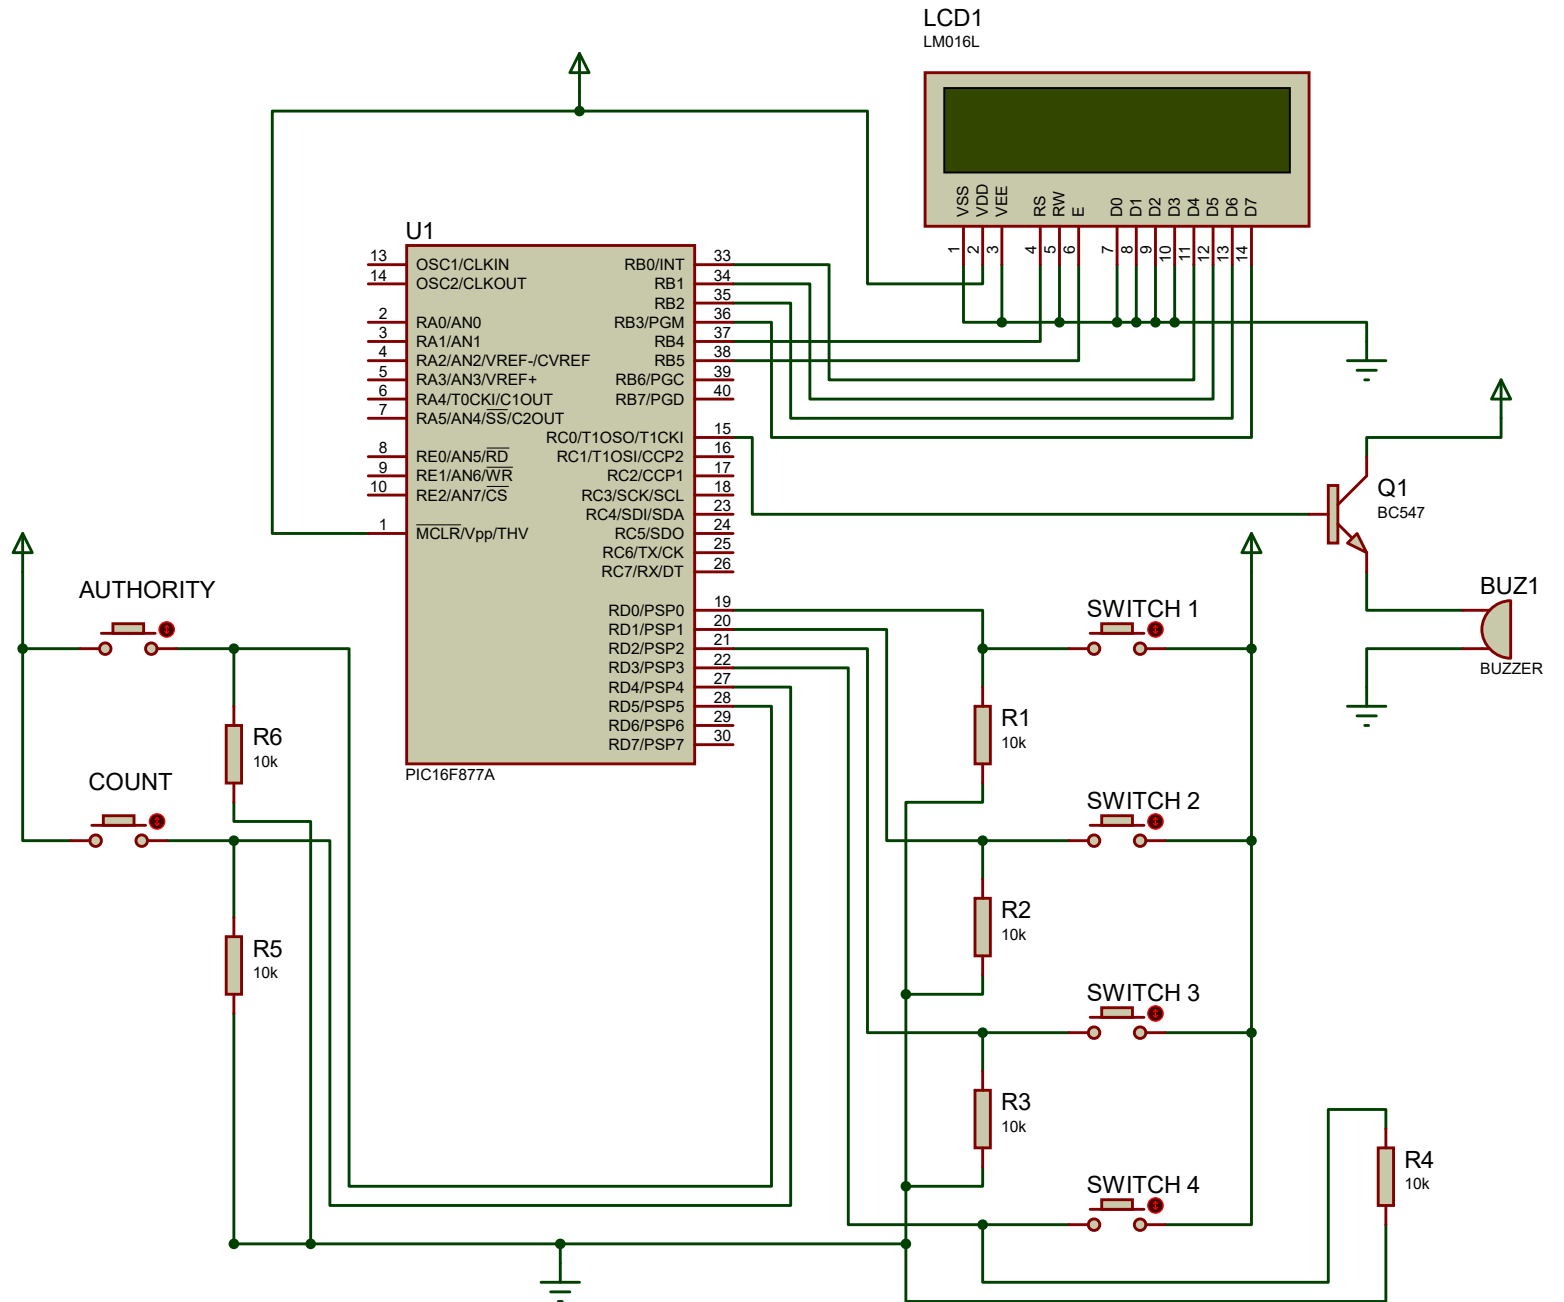 LCD1
LM016L
VSS
VDD
VEE
RS
RW
E
D0
D1
D2
D3
D4
D5
D6
D7
1
2
3
4
5
6
7
8
9
10
11
12
13
14
U1
13 OSC1/CLKIN
14 OSC2/CLKOUT
2 RA0/AN0
3 RA1/AN1
4 RA2/AN2/VREF-/CVREF
5 RA3/AN3/VREF+
6 RA4/T0CKI/C1OUT
7 RA5/AN4/SS/C2OUT
8 RE0/AN5/RD
9 RE1/AN6/WR
10 RE2/AN7/CS
1 MCLR/Vpp/THV
RB0/INT 33
RB1 34
RB2 35
RB3/PGM 36
RB4 37
RB5 38
RB6/PGC 39
RB7/PGD 40
RC0/T1OSO/T1CKI 15
RC1/T1OSI/CCP2 16
RC2/CCP1 17
RC3/SCK/SCL 18
RC4/SDI/SDA 23
RC5/SDO 24
RC6/TX/CK 25
RC7/RX/DT 26
RD0/PSP0 19
RD1/PSP1 20
RD2/PSP2 21
RD3/PSP3 22
RD4/PSP4 27
RD5/PSP5 28
RD6/PSP6 29
RD7/PSP7 30
PIC16F877A
Q1
BC547
BUZ1
BUZZER
AUTHORITY
R6
10k
COUNT
R5
10k
SWITCH 1
R1
10k
SWITCH 2
R2
10k
SWITCH 3
R3
10k
SWITCH 4
R4
10k